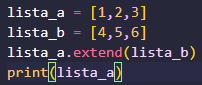 lista_a = [1,2,3]
lista_b = [4,5,6]
lista_a.extend(lista_b)
print(lista_a)